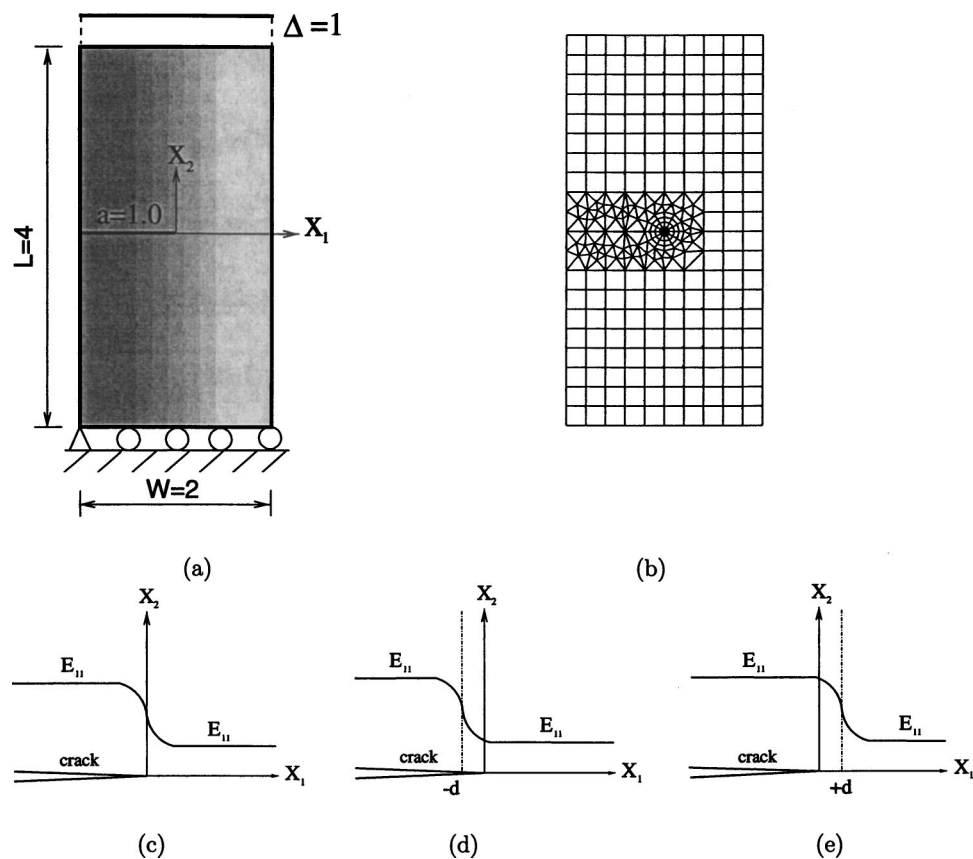 Δ=1
X₂
a=1.0
X₁
L=4
W=2
(a)
(b)
X₂
E₁₁
E₁₁
crack
X₁
(c)
X₂
E₁₁
E₁₁
crack
-d
X₁
(d)
X₂
E₁₁
E₁₁
crack
+d
X₁
(e)